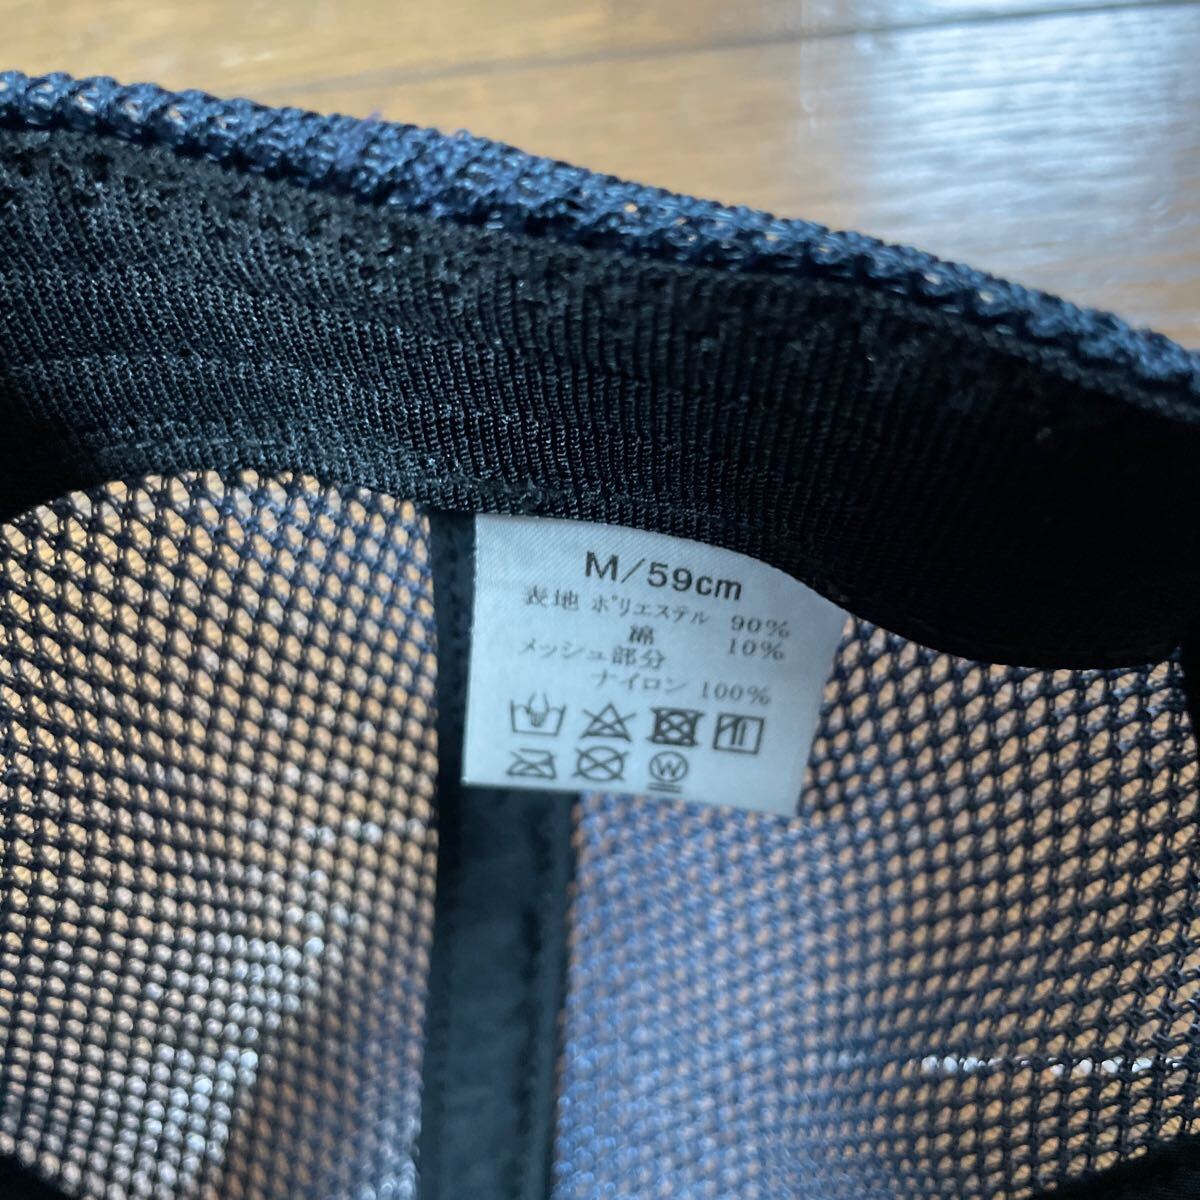 M/59cm
表地 ポリエステル 90%
綿 10%
メッシュ部分
ナイロン 100%
W